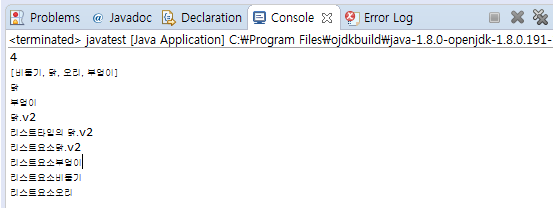 Problems @ Javadoc Declaration Console Error Log
<terminated> javatest [Java Application] C:₩Program Files₩ojdkbuild₩java-1.8.0-openjdk-1.8.0.191-
4
[비둘기, 닭, 오리, 부엉이]
닭
부엉이
닭.v2
리스트타입의 닭.v2
리스트요소닭.v2
리스트요소부엉이
리스트요소비둘기
리스트요소오리